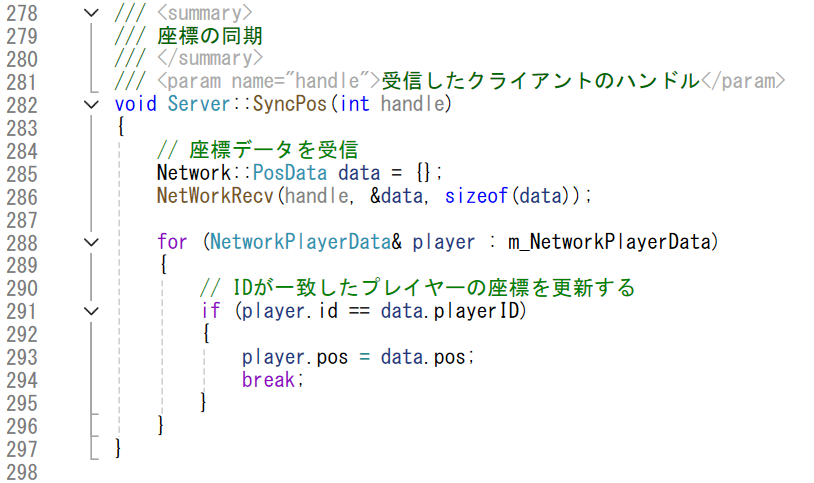 278 /// <summary>
279 /// 座標の同期
280 /// </summary>
281 /// <param name="handle">受信したクライアントのハンドル</param>
282 void Server::SyncPos(int handle)
283 {
284     // 座標データを受信
285     Network::PosData data = {};
286     NetWorkRecv(handle, &data, sizeof(data));
287
288     for (NetworkPlayerData& player : m_NetworkPlayerData)
289     {
290         // IDが一致したプレイヤーの座標を更新する
291         if (player.id == data.playerID)
292         {
293             player.pos = data.pos;
294             break;
295         }
296     }
297 }
298